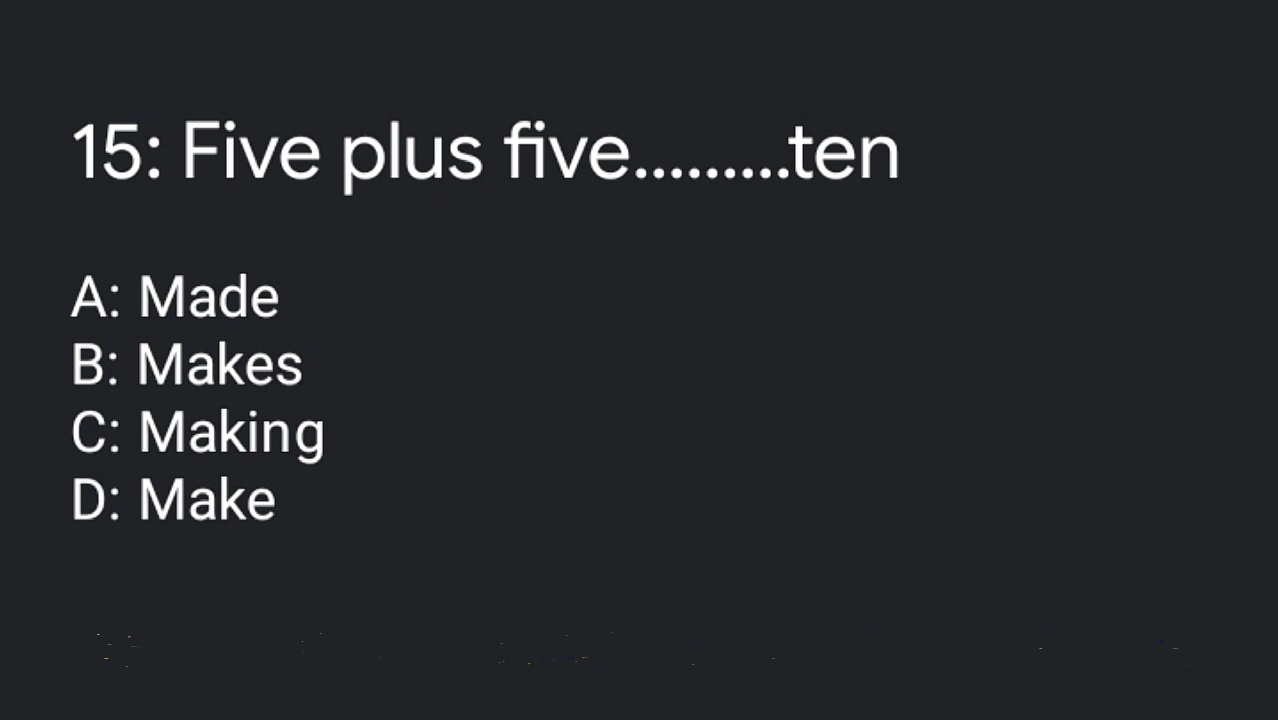 15: Five plus five.........ten
A: Made
B: Makes
C: Making
D: Make